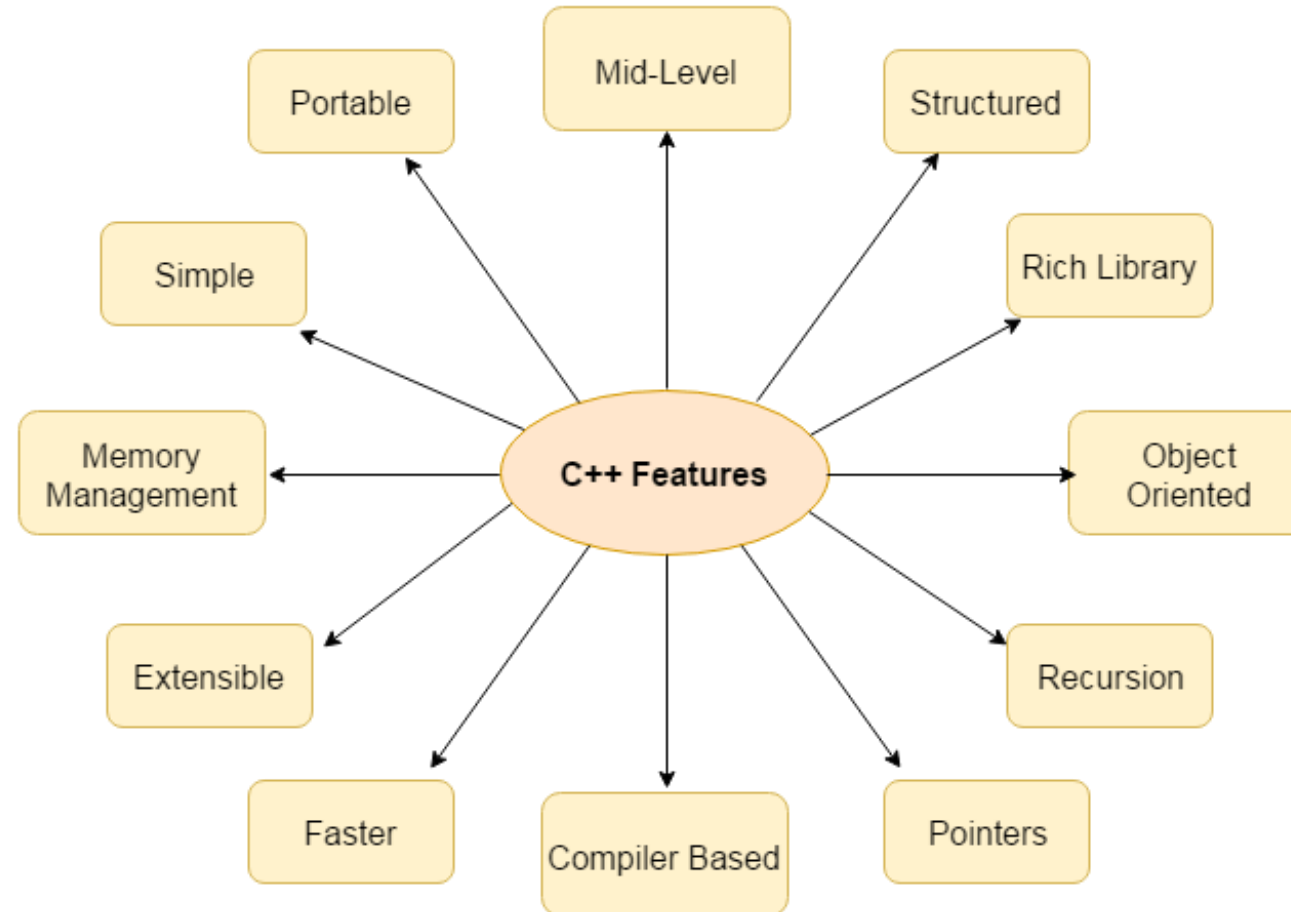 Mid-Level
Portable
Structured
Simple
Rich Library
Memory
Management
C++ Features
Object
Oriented
Extensible
Recursion
Faster
Compiler Based
Pointers